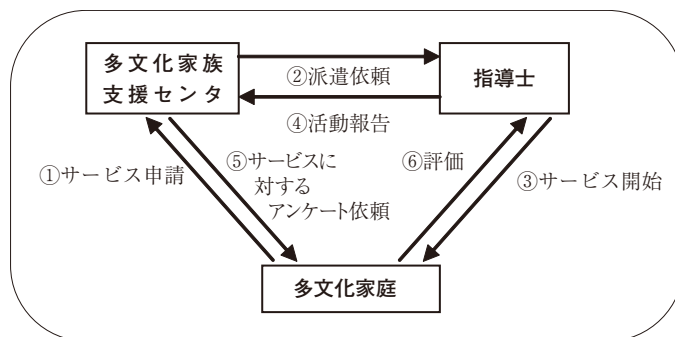 多文化家族
支援センタ
②派遣依頼
指導士
④活動報告
①サービス申請
⑤サービスに
対する
アンケート依頼
⑥評価
③サービス開始
多文化家庭